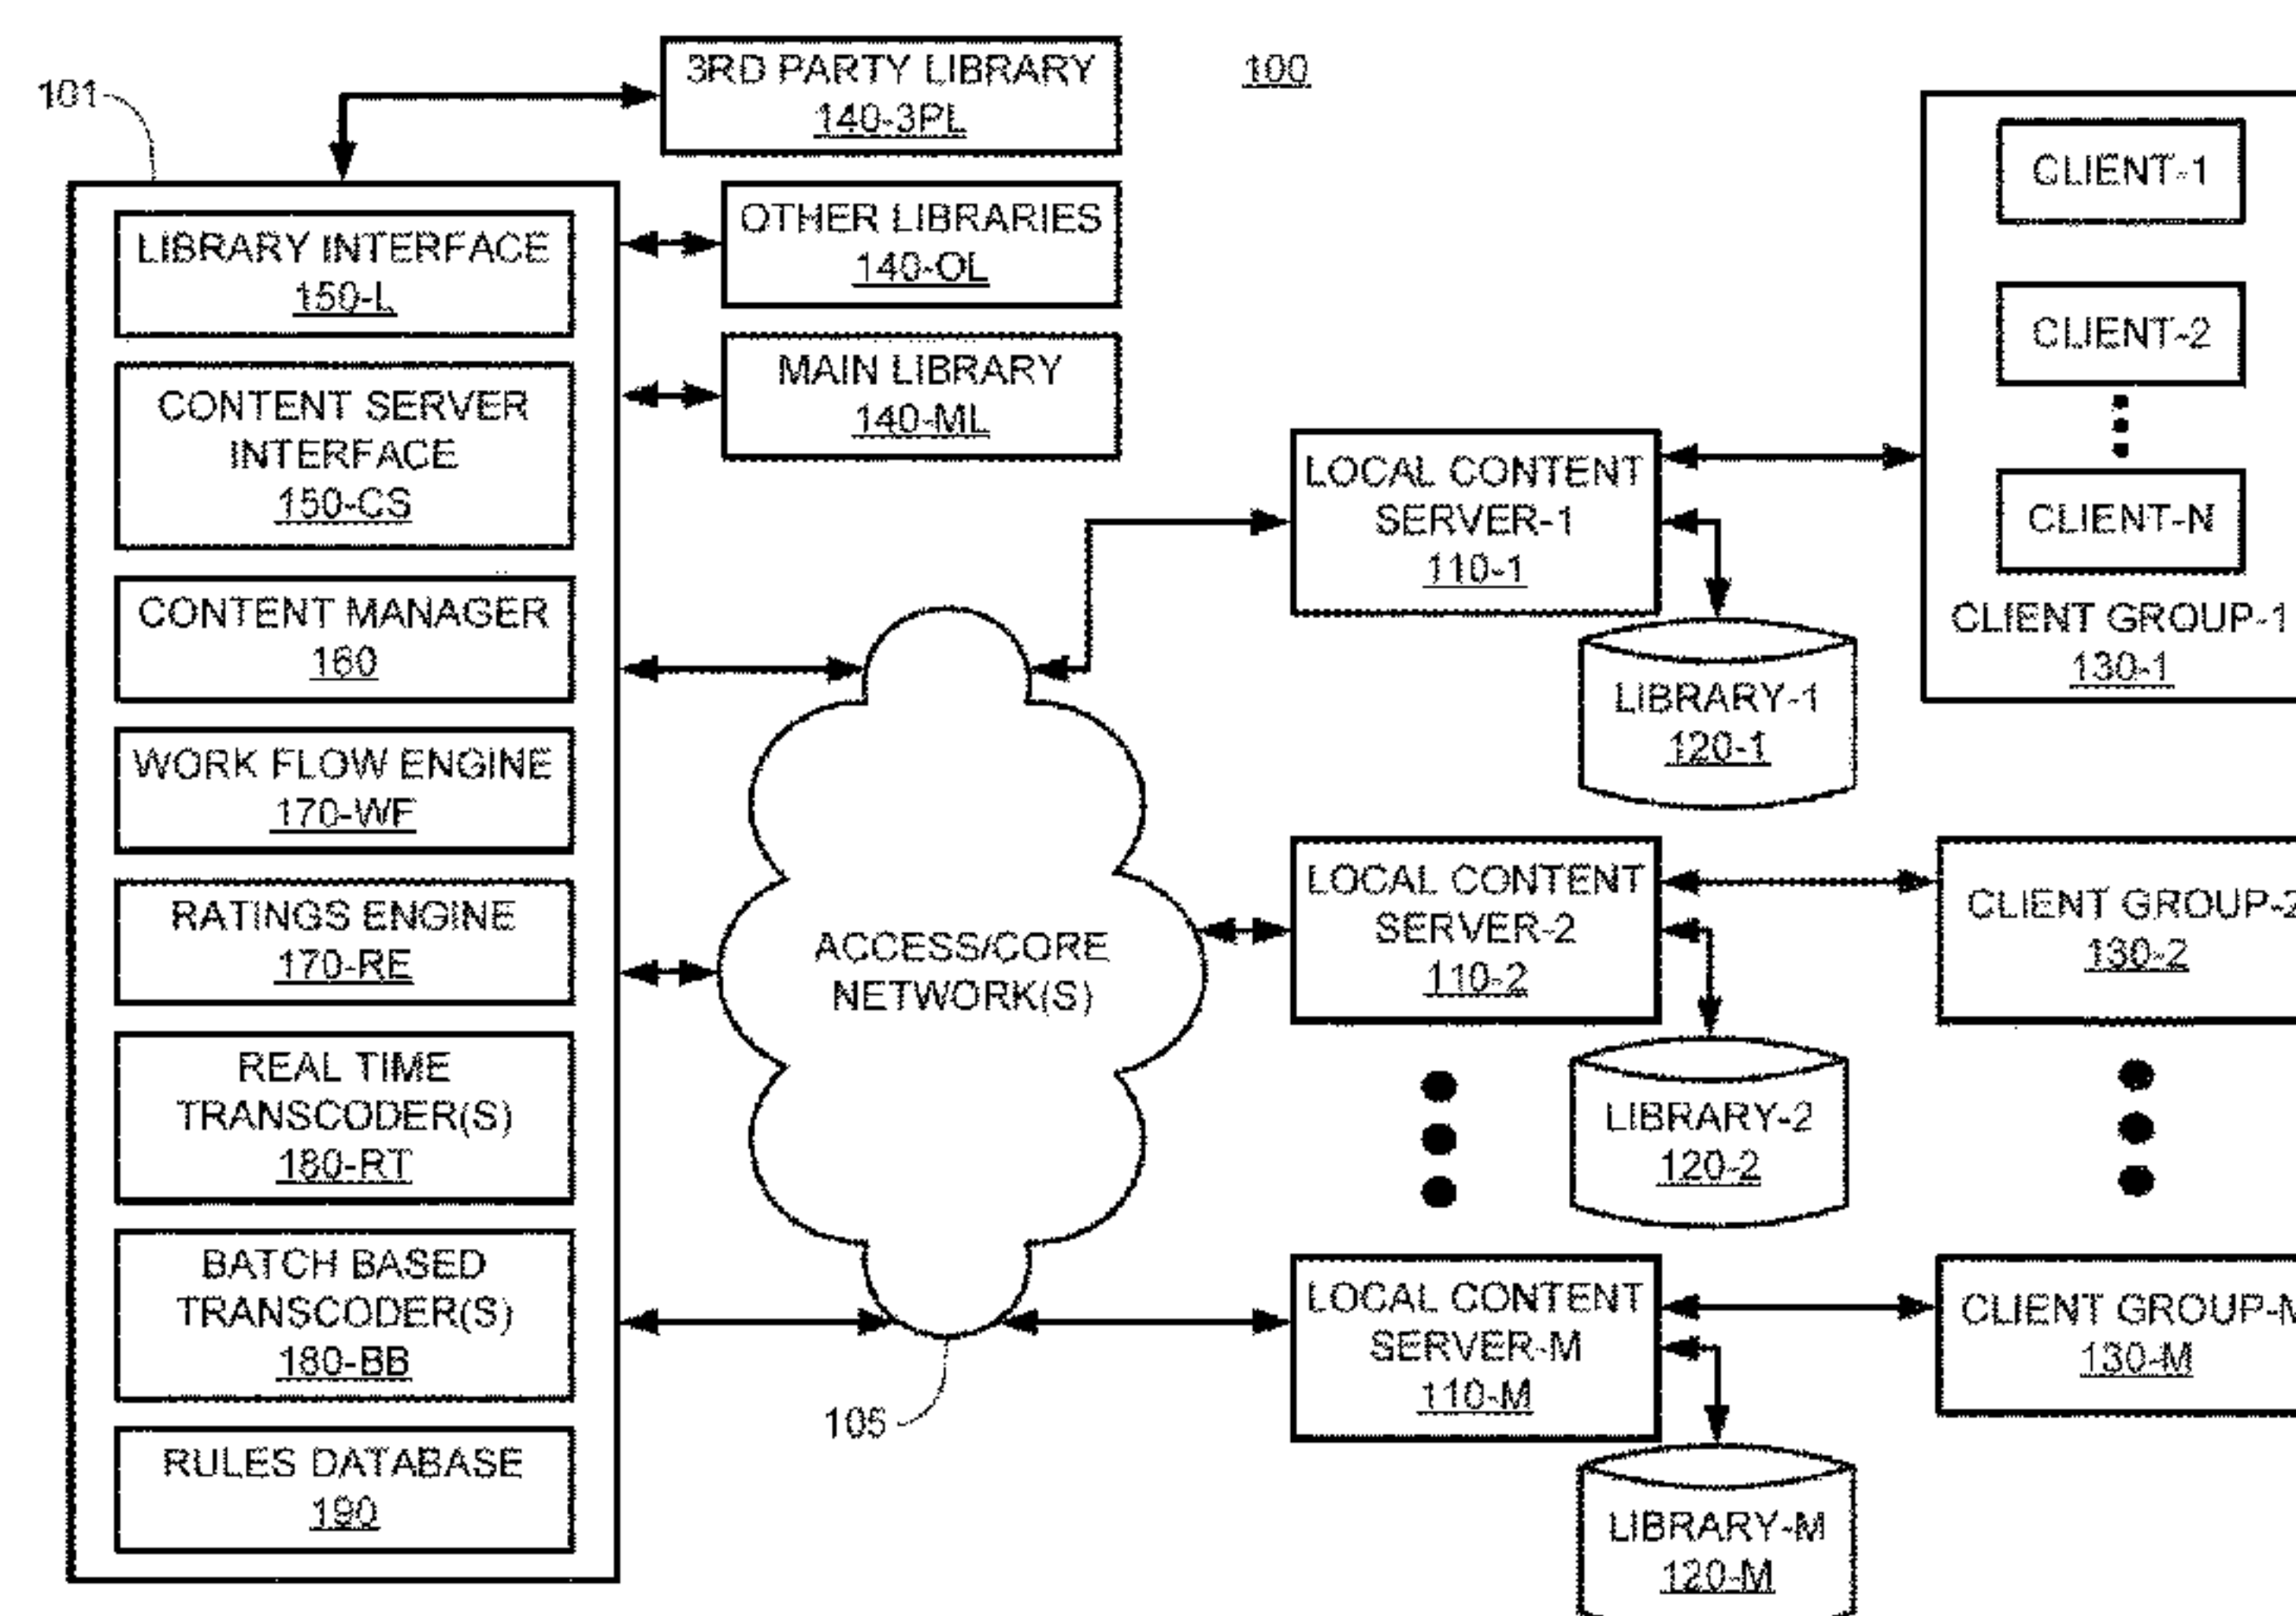 101
3RD PARTY LIBRARY
140-3PL
100
LIBRARY INTERFACE
150-L
CONTENT SERVER
INTERFACE
150-CS
CONTENT MANAGER
160
WORK FLOW ENGINE
170-WF
RATINGS ENGINE
170-RE
REAL TIME
TRANSCODER(S)
180-RT
BATCH BASED
TRANSCODER(S)
180-BB
RULES DATABASE
190
OTHER LIBRARIES
140-OL
MAIN LIBRARY
140-ML
ACCESS/CORE
NETWORK(S)
105
LOCAL CONTENT
SERVER-1
110-1
LIBRARY-1
120-1
CLIENT-1
CLIENT-2
CLIENT-N
CLIENT GROUP-1
130-1
LOCAL CONTENT
SERVER-2
110-2
LIBRARY-2
120-2
CLIENT GROUP-2
130-2
LOCAL CONTENT
SERVER-M
110-M
LIBRARY-M
120-M
CLIENT GROUP-M
130-M